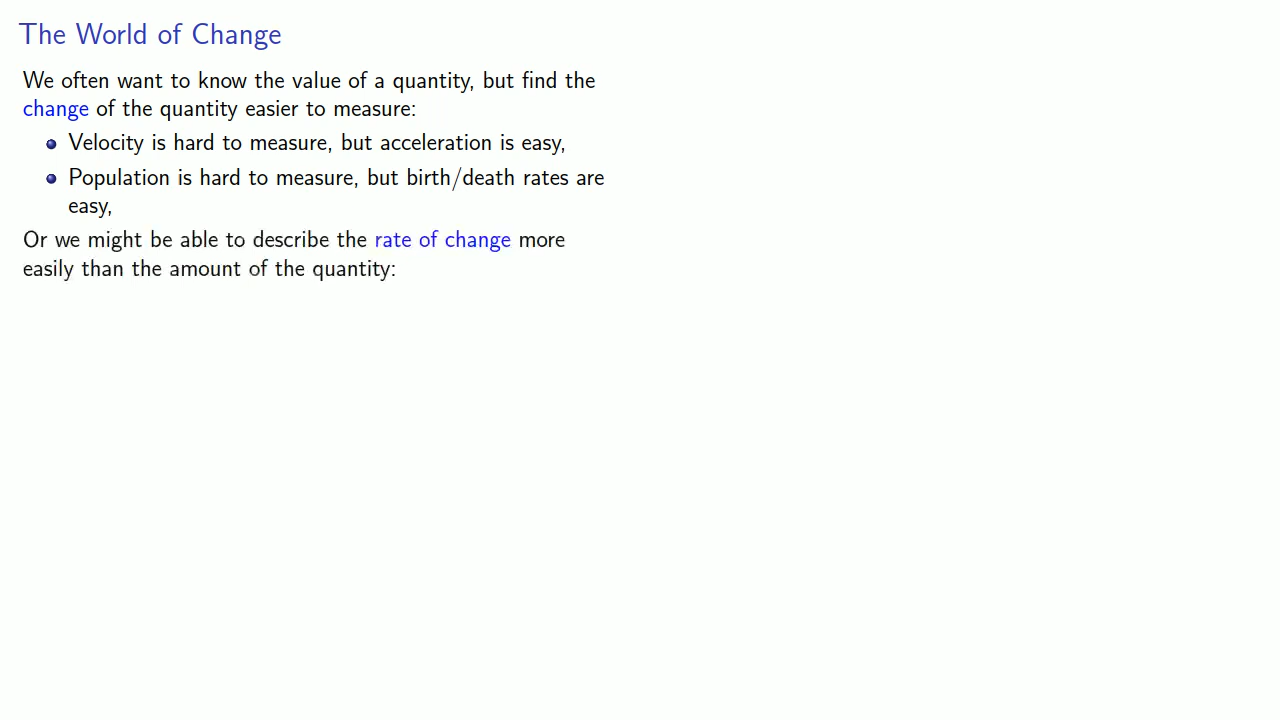 The World of Change
We often want to know the value of a quantity, but find the
change of the quantity easier to measure:
Velocity is hard to measure, but acceleration is easy,
Population is hard to measure, but birth/death rates are
easy,
Or we might be able to describe the rate of change more
easily than the amount of the quantity: